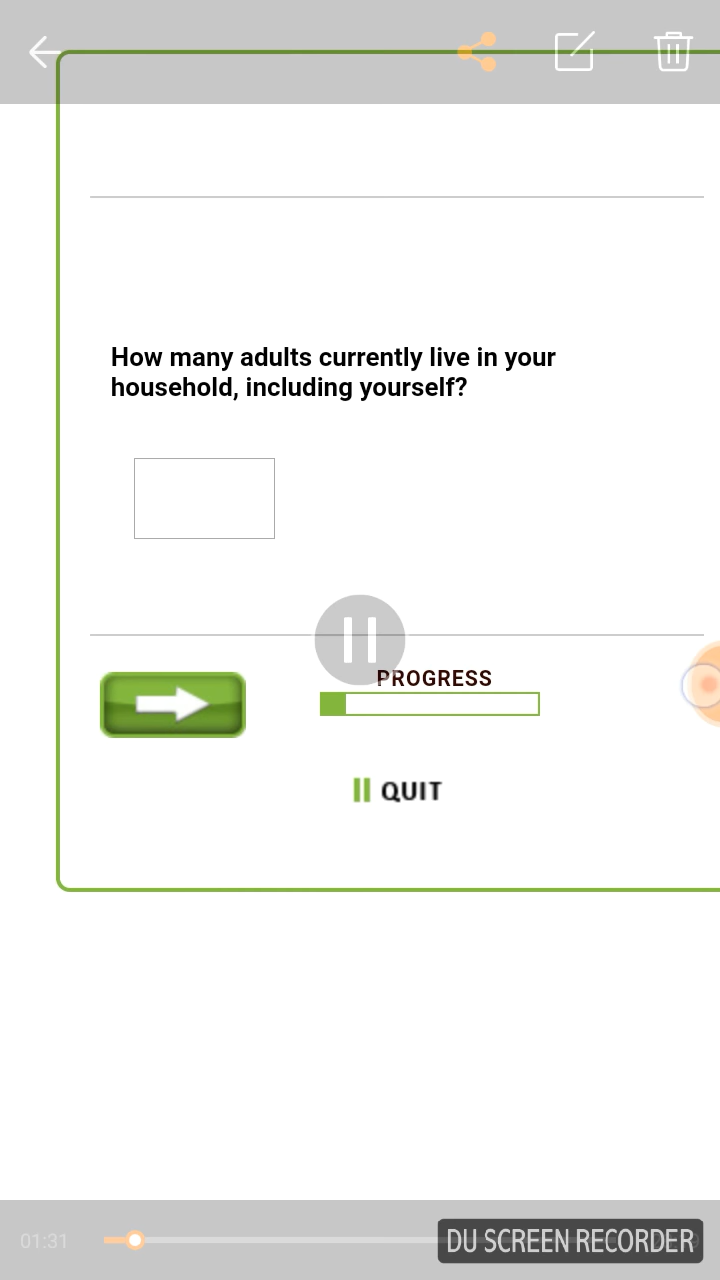 How many adults currently live in your
household, including yourself?
PROGRESS
QUIT
01:31
DU SCREEN RECORDER